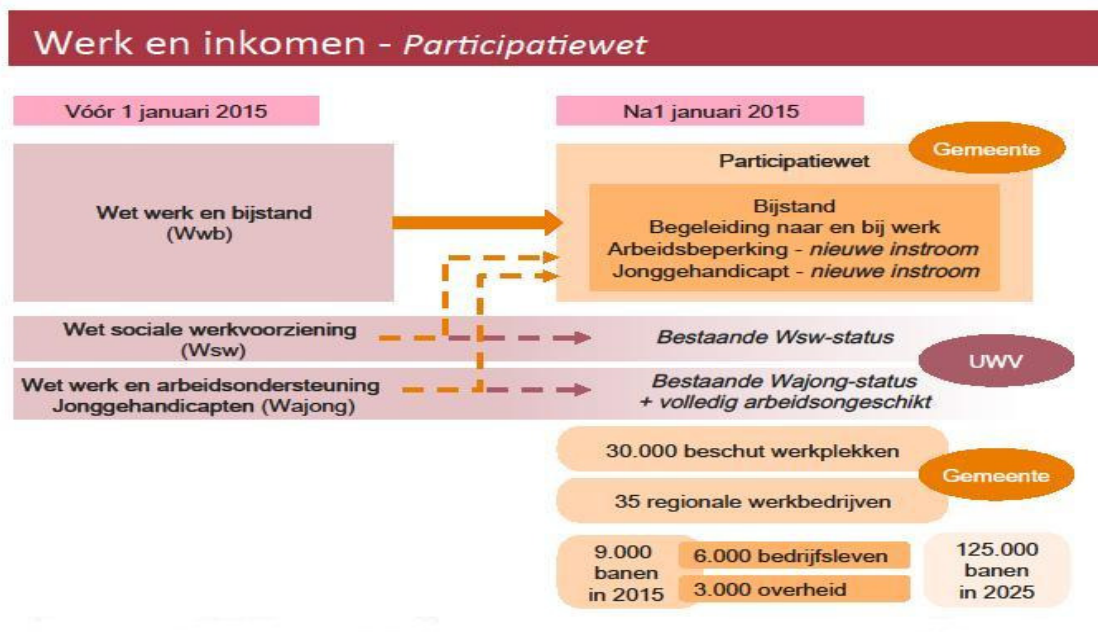 Werk en inkomen - Participatiewet
Vóór 1 januari 2015
Na1 januari 2015
Gemeente
Participatiewet
Wet werk en bijstand
(Wwb)
Bijstand
Begeleiding naar en bij werk
Arbeidsbeperking - nieuwe instroom
Jonggehandicapt - nieuwe instroom
Wet sociale werkvoorziening
(Wsw)
Bestaande Wsw-status
UWV
Wet werk en arbeidsondersteuning
Jonggehandicapten (Wajong)
Bestaande Wajong-status
+ volledig arbeidsongeschikt
30.000 beschut werkplekken
Gemeente
35 regionale werkbedrijven
9.000
banen
in 2015
6.000 bedrijfsleven
3.000 overheid
125.000
banen
in 2025